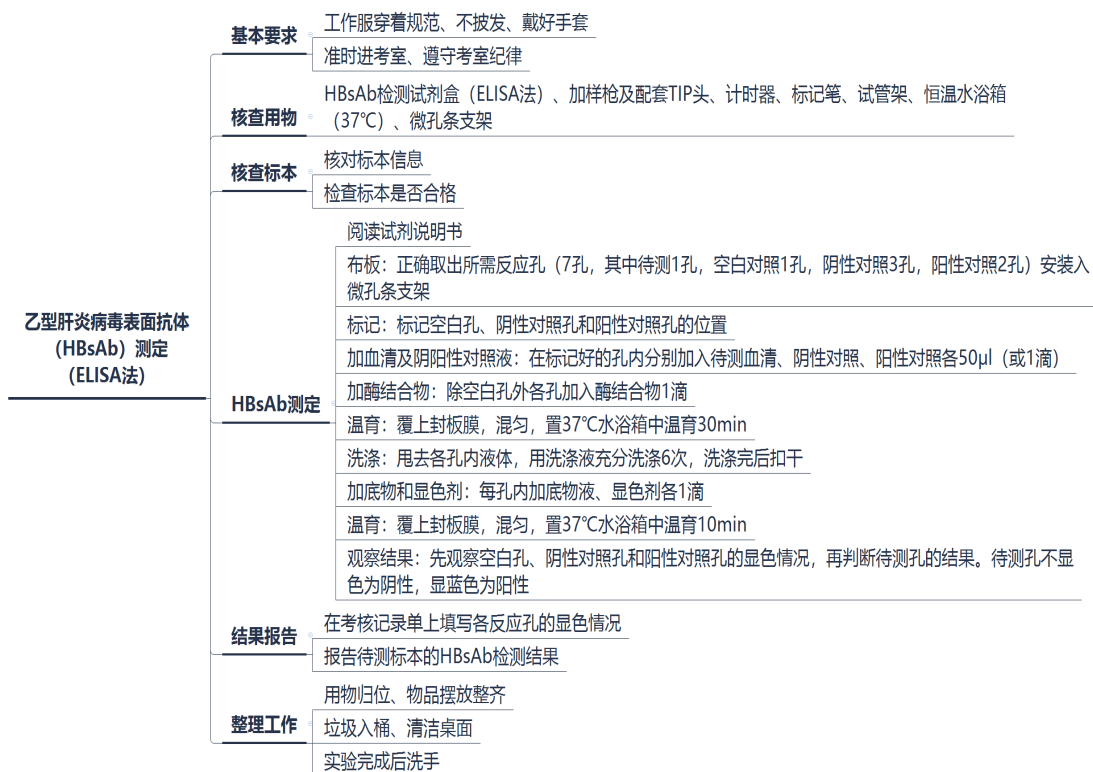 乙型肝炎病毒表面抗体
（HBsAb）测定
（ELISA法）
基本要求
工作服穿着规范、不披发、戴好手套
准时进考室、遵守考室纪律
核查用物
HBsAb检测试剂盒（ELISA法）、加样枪及配套TIP头、计时器、标记笔、试管架、恒温水浴箱
（37℃）、微孔条支架
核查标本
核对标本信息
检查标本是否合格
HBsAb测定
阅读试剂说明书
布板：正确取出所需反应孔（7孔，其中待测1孔，空白对照1孔，阴性对照3孔，阳性对照2孔）安装入
微孔条支架
标记：标记空白孔、阴性对照孔和阳性对照孔的位置
加血清及阴阳性对照液：在标记好的孔内分别加入待测血清、阴性对照、阳性对照各50μl（或1滴）
加酶结合物：除空白孔外各孔加入酶结合物1滴
温育：覆上封板膜，混匀，置37℃水浴箱中温育30min
洗涤：甩去各孔内液体，用洗涤液充分洗涤6次，洗涤完后扣干
加底物和显色剂：每孔内加底物液、显色剂各1滴
温育：覆上封板膜，混匀，置37℃水浴箱中温育10min
观察结果：先观察空白孔、阴性对照孔和阳性对照孔的显色情况，再判断待测孔的结果。待测孔不显
色为阴性，显蓝色为阳性
结果报告
在考核记录单上填写各反应孔的显色情况
报告待测标本的HBsAb检测结果
整理工作
用物归位、物品摆放整齐
垃圾入桶、清洁桌面
实验完成后洗手